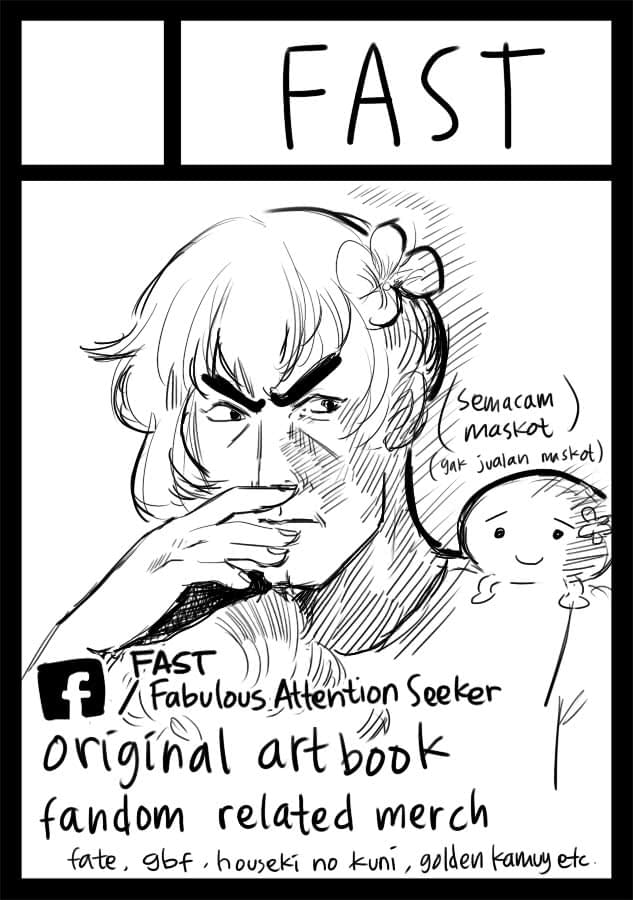 FAST
(semacam
maskot)
(gak jualan maskot)
f FAST
/Fabulous Attention Seeker
original artbook
fandom related merch
fate, gbf, houseki no kuni, golden kamuy etc.